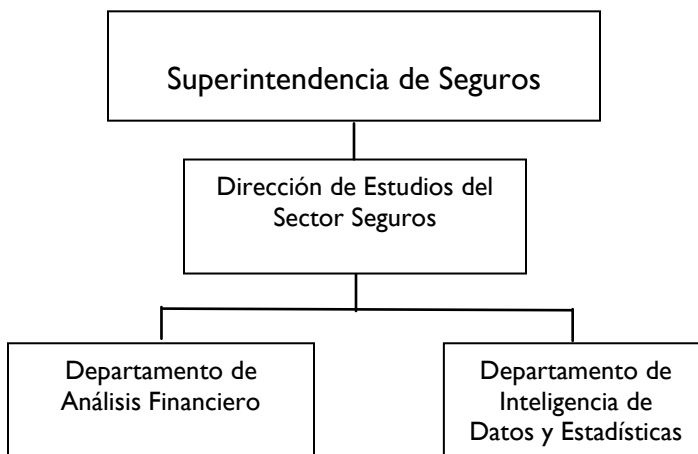 Superintendencia de Seguros
Dirección de Estudios del
Sector Seguros
Departamento de
Análisis Financiero
Departamento de
Inteligencia de
Datos y Estadísticas